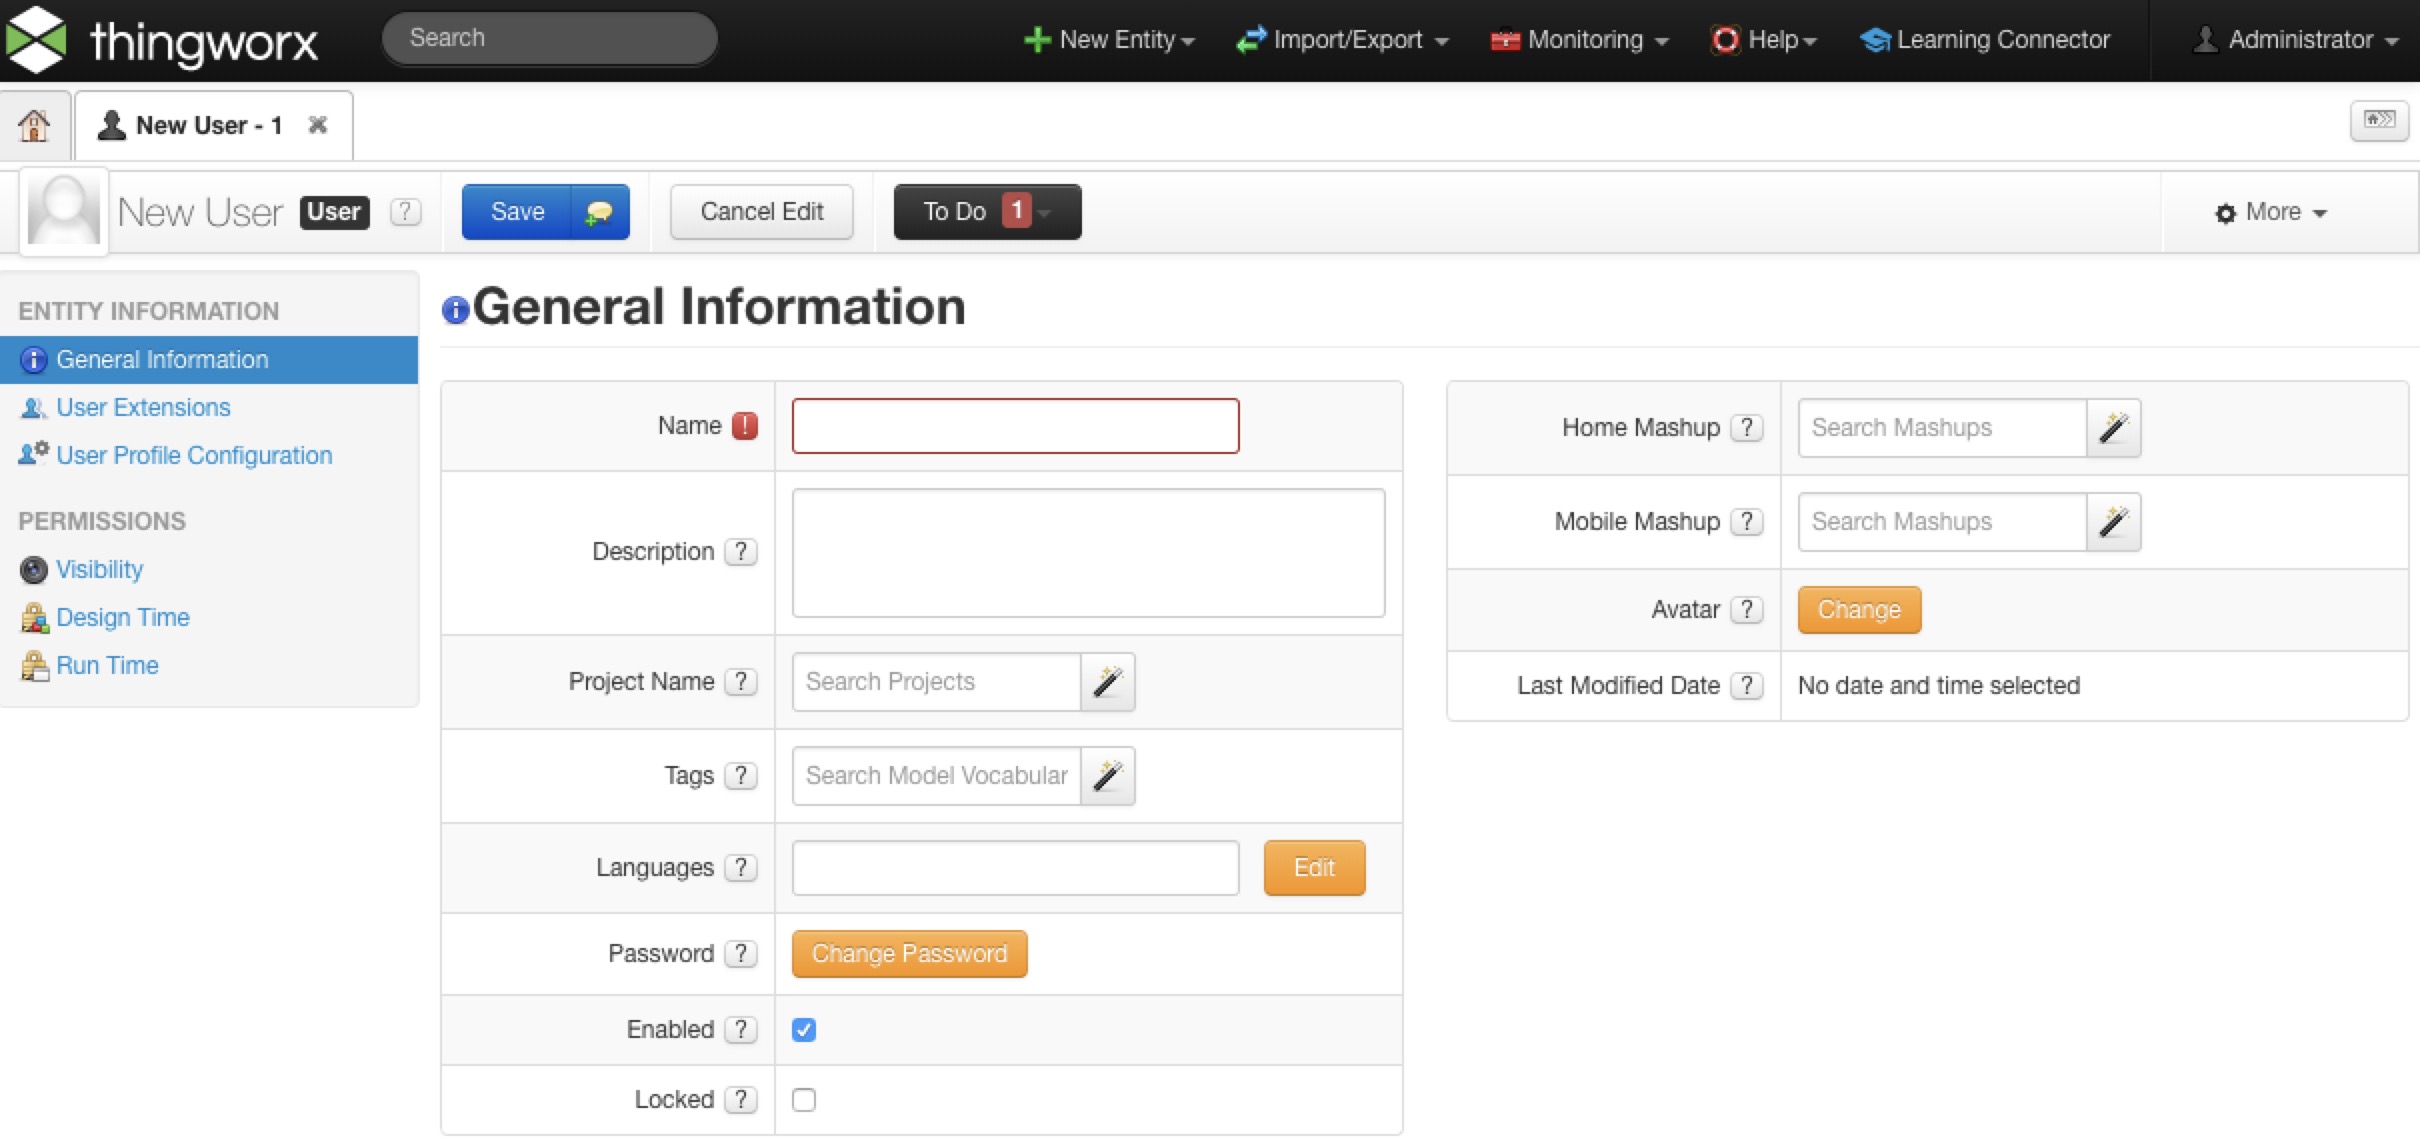 thingworx
Search
New Entity
Import/Export
Monitoring
Help
Learning Connector
Administrator
New User - 1
New User User ?
Save
Cancel Edit
To Do 1
More
ENTITY INFORMATION
General Information
User Extensions
User Profile Configuration
PERMISSIONS
Visibility
Design Time
Run Time
General Information
Name !
Description ?
Project Name ? Search Projects
Tags ? Search Model Vocabular
Languages ? Edit
Password ? Change Password
Enabled ?
Locked ?
Home Mashup ? Search Mashups
Mobile Mashup ? Search Mashups
Avatar ? Change
Last Modified Date ? No date and time selected